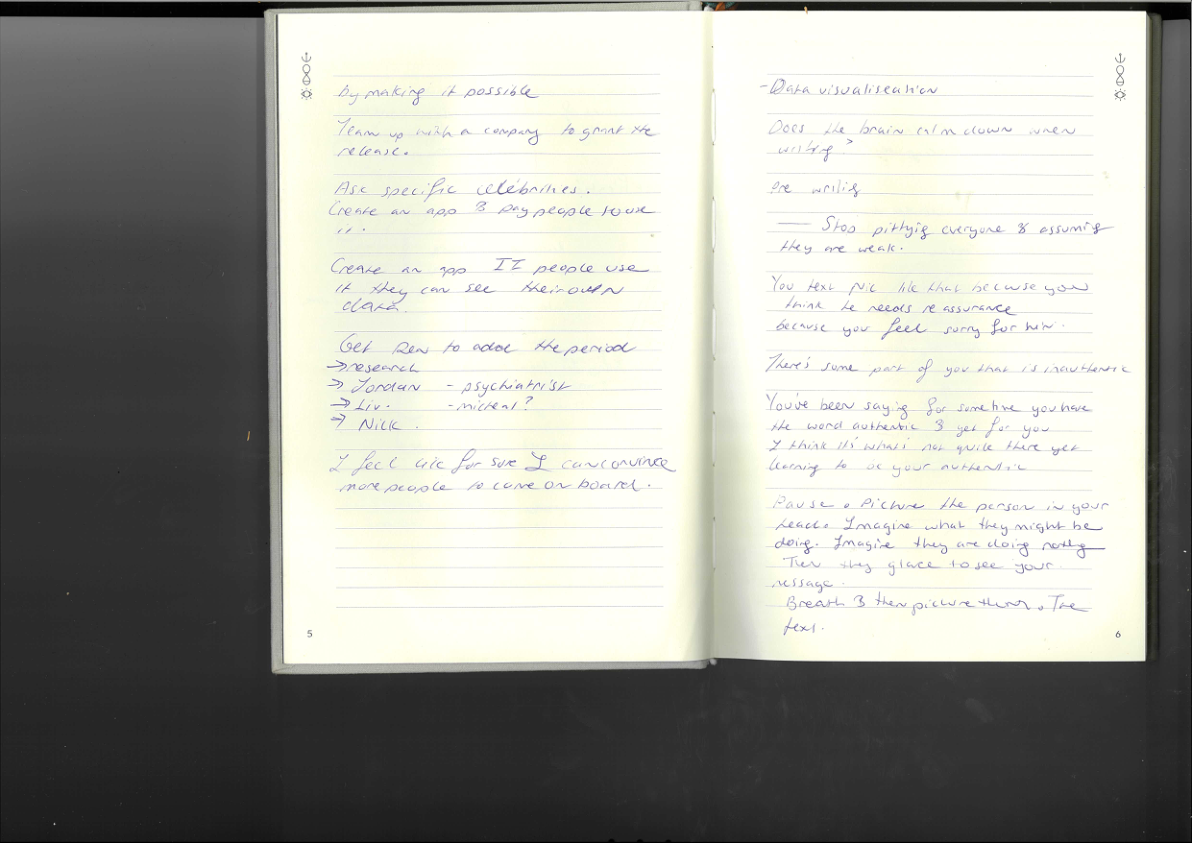 by making it possible
Team up with a company to grant the
release.
Ask specific celebrities.
Create an app & pay people to use
".
Create an app II people use
it they can see their own
data.
Get Ren to add the period
→ research
→ Jordan - psychiatrist
→ Liv. - micheal?
→ Nick.
I feel like for sure I can convince
more people to come on board.
5
- Data visualiseation
Does the brain calm down when
writing?
Pre writing
— Stop pittyig everyone & assuming
they are weak.
You text Nic like that because you
think he needs reassurance
because you feel sorry for him.
There's some part of you that is inauthentic
You've been saying for sometime you have
the word authentic & yet for you
I think it's what's not quite there yet
learning to be your authentic
Pause. Picture the person in your
head. Imagine what they might be
doing. Imagine they are doing nothing
Then they glace to see your
message.
Breath & then picture them. The
text.
6